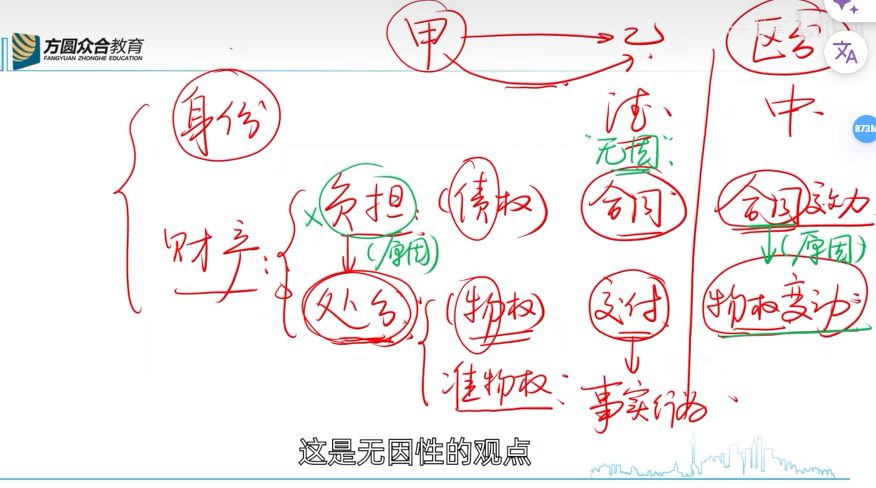 方圆众合教育
FANGYUAN ZHONGHE EDUCATION
甲 乙 区分
身份 德、 中、
"无因"
× 负担: (债权) 合同 合同效力
(原因) ↓(原因)
财产:
处分 (物权) 交付 物权变动
准物权: 事实行为、
这是无因性的观点
873M